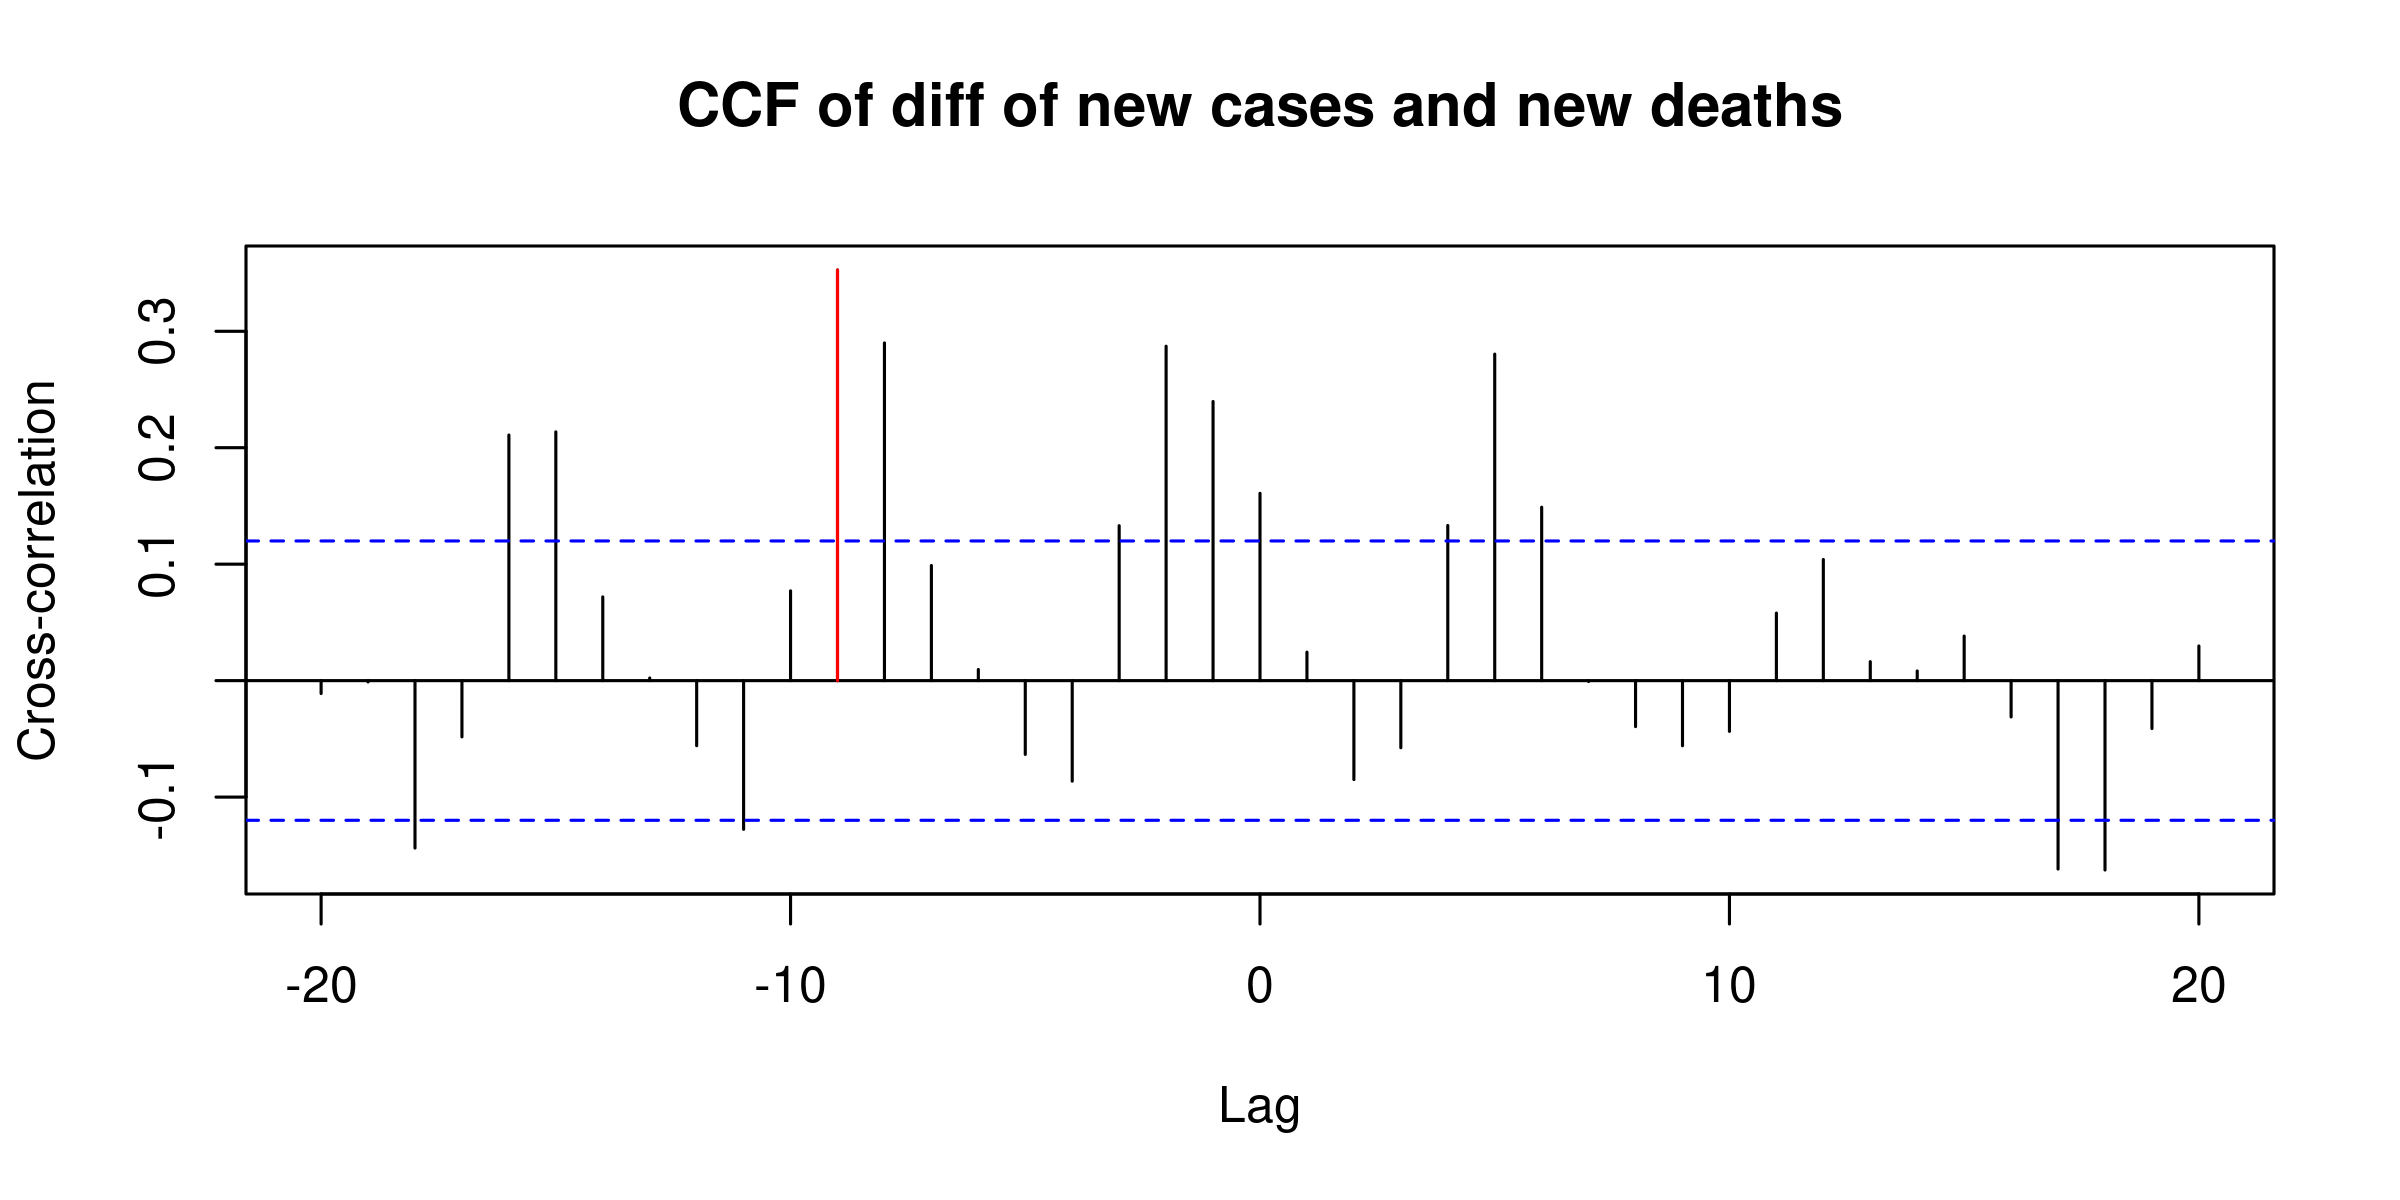 CCF of diff of new cases and new deaths
Cross-correlation
0.3
0.2
0.1
-0.1
-20 -10 0 10 20
Lag